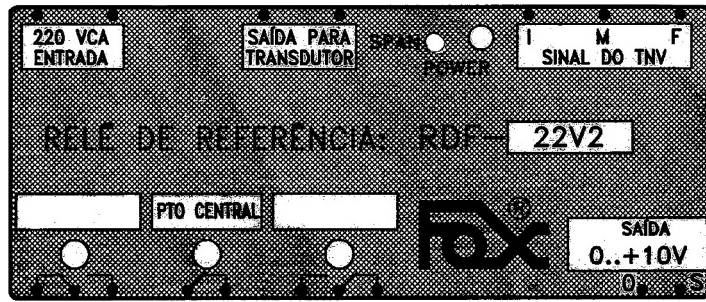 220 VCA
ENTRADA
SAÍDA PARA
TRANSDUTOR
SPAN
POWER
I M F
SINAL DO TNV
RELÉ DE REFERÊNCIA: RDF-22V2
PTO CENTRAL
FOX®
SAÍDA
0..+10V
0 S